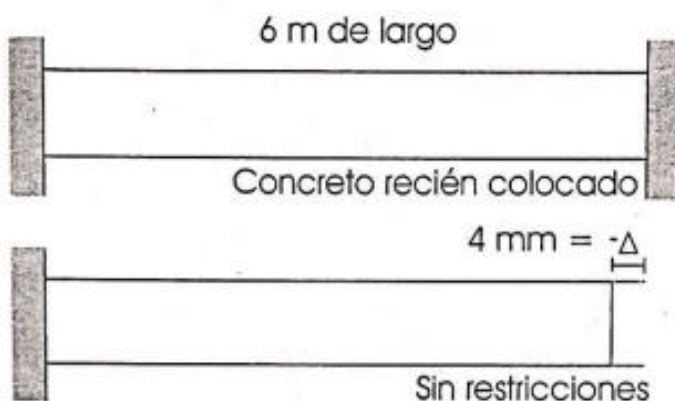 6 m de largo
Concreto recién colocado
4 mm = -Δ
Sin restricciones